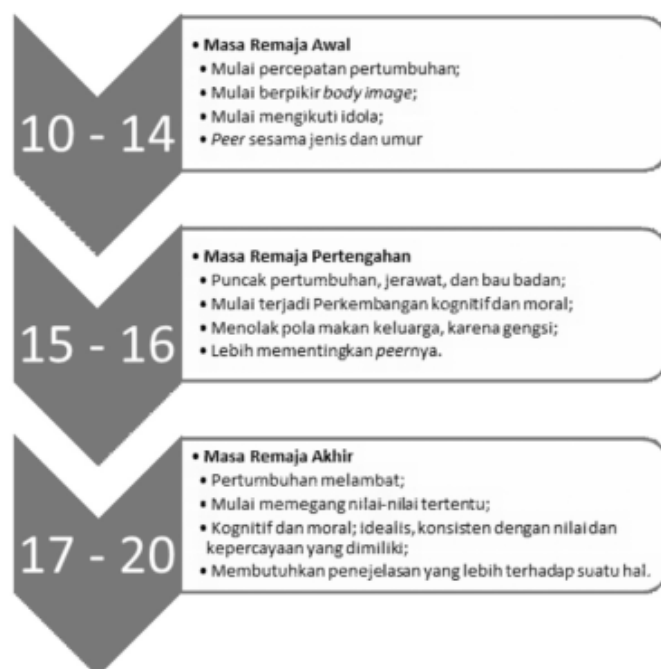 10 - 14
• Masa Remaja Awal
• Mulai percepatan pertumbuhan;
• Mulai berpikir body image;
• Mulai mengikuti idola;
• Peer sesama jenis dan umur
15 - 16
• Masa Remaja Pertengahan
• Puncak pertumbuhan, jerawat, dan bau badan;
• Mulai terjadi Perkembangan kognitif dan moral;
• Menolak pola makan keluarga, karena gengsi;
• Lebih mementingkan peernya.
17 - 20
• Masa Remaja Akhir
• Pertumbuhan melambat;
• Mulai memegang nilai-nilai tertentu;
• Kognitif dan moral; idealis, konsisten dengan nilai dan
kepercayaan yang dimiliki;
• Membutuhkan penejelasan yang lebih terhadap suatu hal.